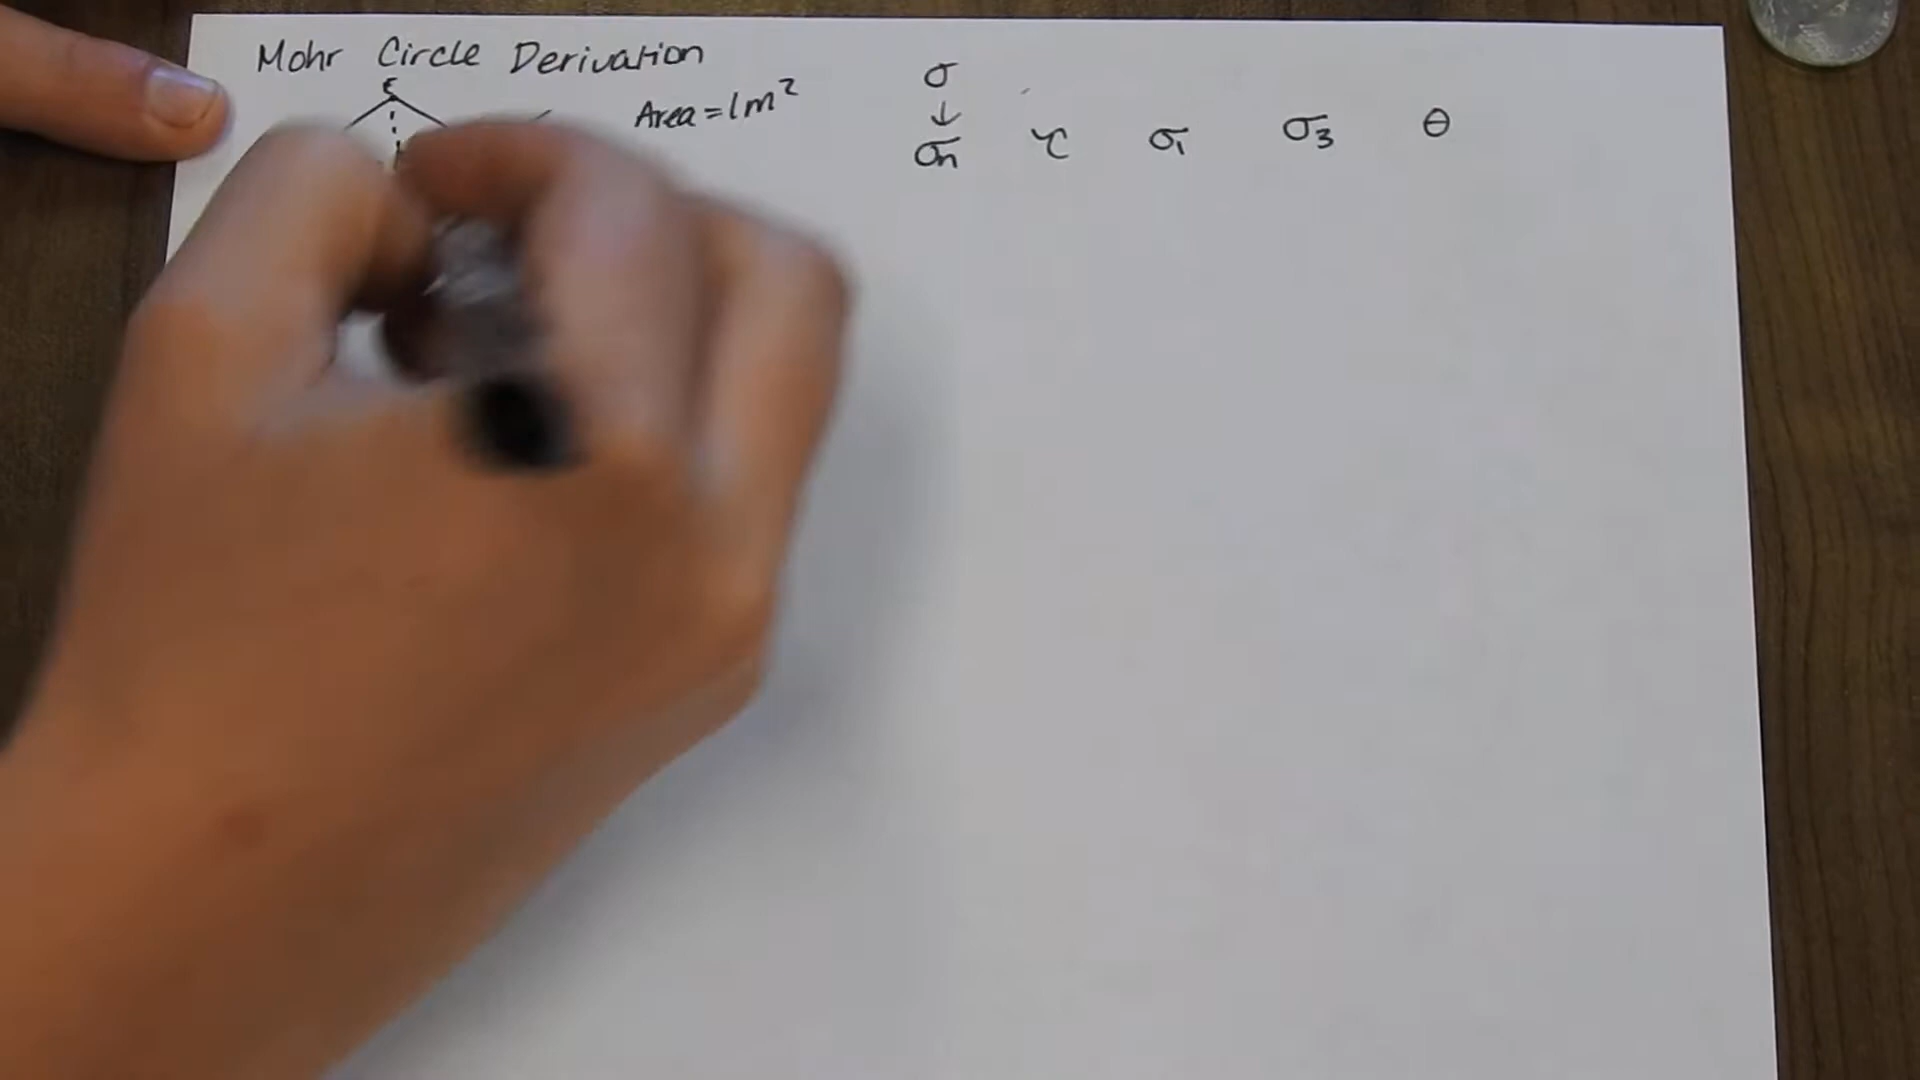 Mohr Circle Derivation
Area = 1m²
σ
↓
σn τ σ₁ σ₃ θ